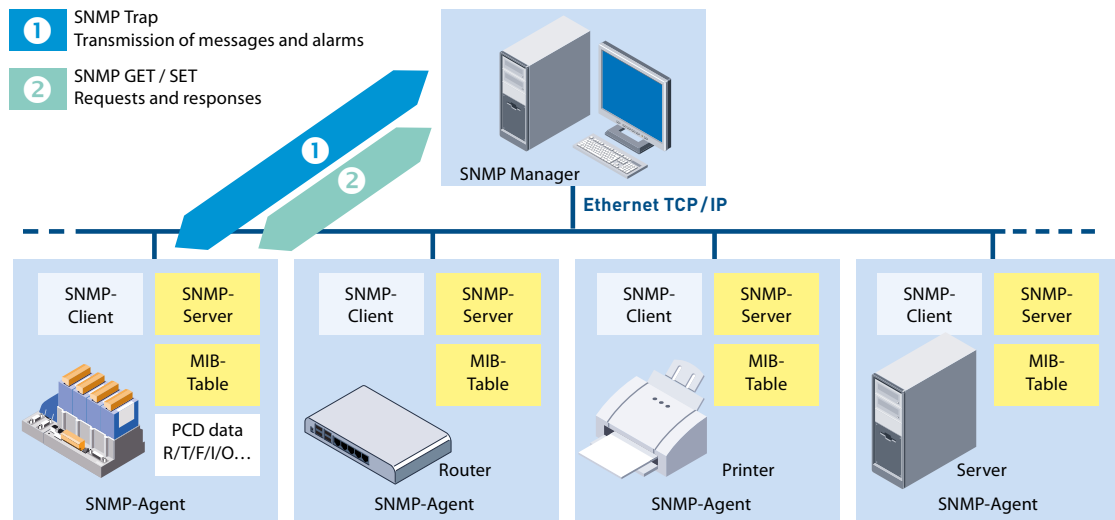 1
SNMP Trap
Transmission of messages and alarms
2
SNMP GET / SET
Requests and responses
1
2
SNMP Manager
Ethernet TCP/IP
SNMP-
Client
SNMP-
Server
MIB-
Table
PCD data
R/T/F/I/O...
SNMP-Agent
SNMP-
Client
SNMP-
Server
MIB-
Table
Router
SNMP-Agent
SNMP-
Client
SNMP-
Server
MIB-
Table
Printer
SNMP-Agent
SNMP-
Client
SNMP-
Server
MIB-
Table
Server
SNMP-Agent